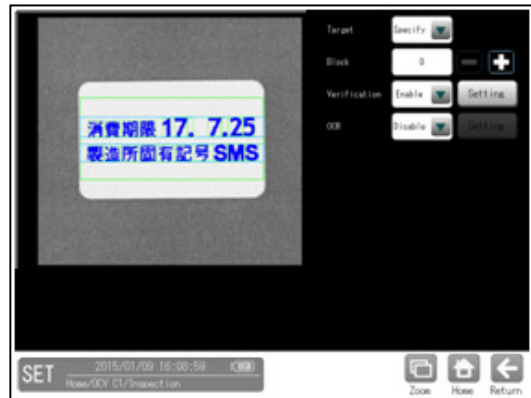 Target Specify
Block 0
Verification Enable Setting
OCR Disable Setting
消費期限 17. 7.25
製造所固有記号 SMS
SET 2015/01/09 16:08:59
Home/OCV C1/Inspection
Zoom Home Return